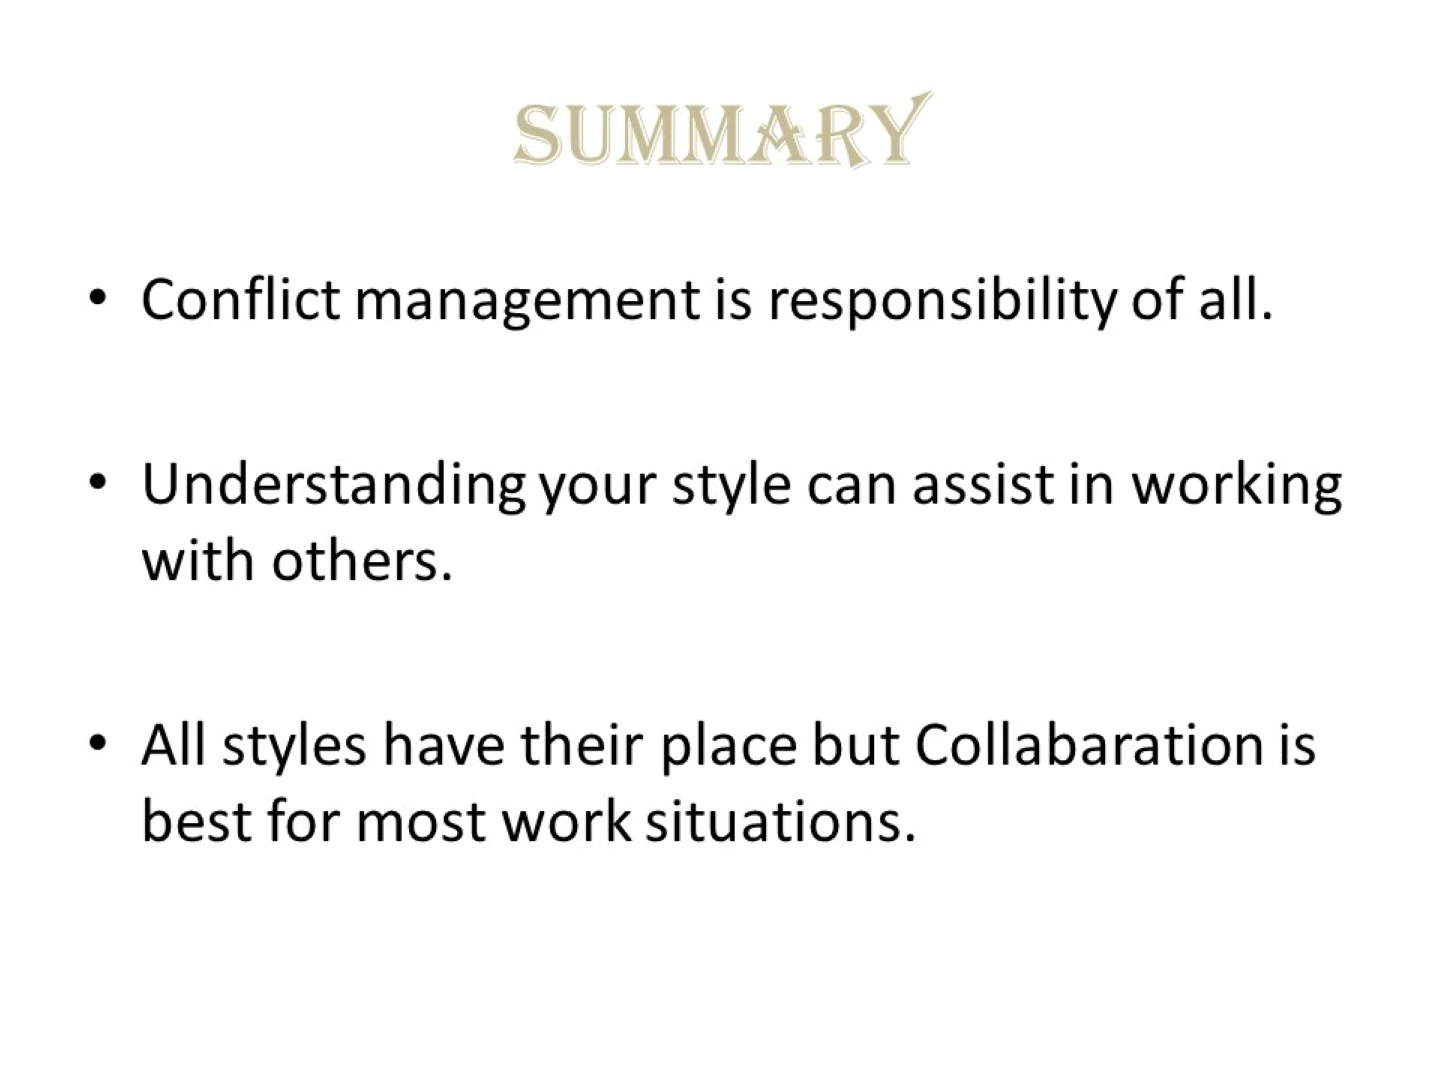 SUMMARY
• Conflict management is responsibility of all.
• Understanding your style can assist in working
with others.
• All styles have their place but Collabaration is
best for most work situations.